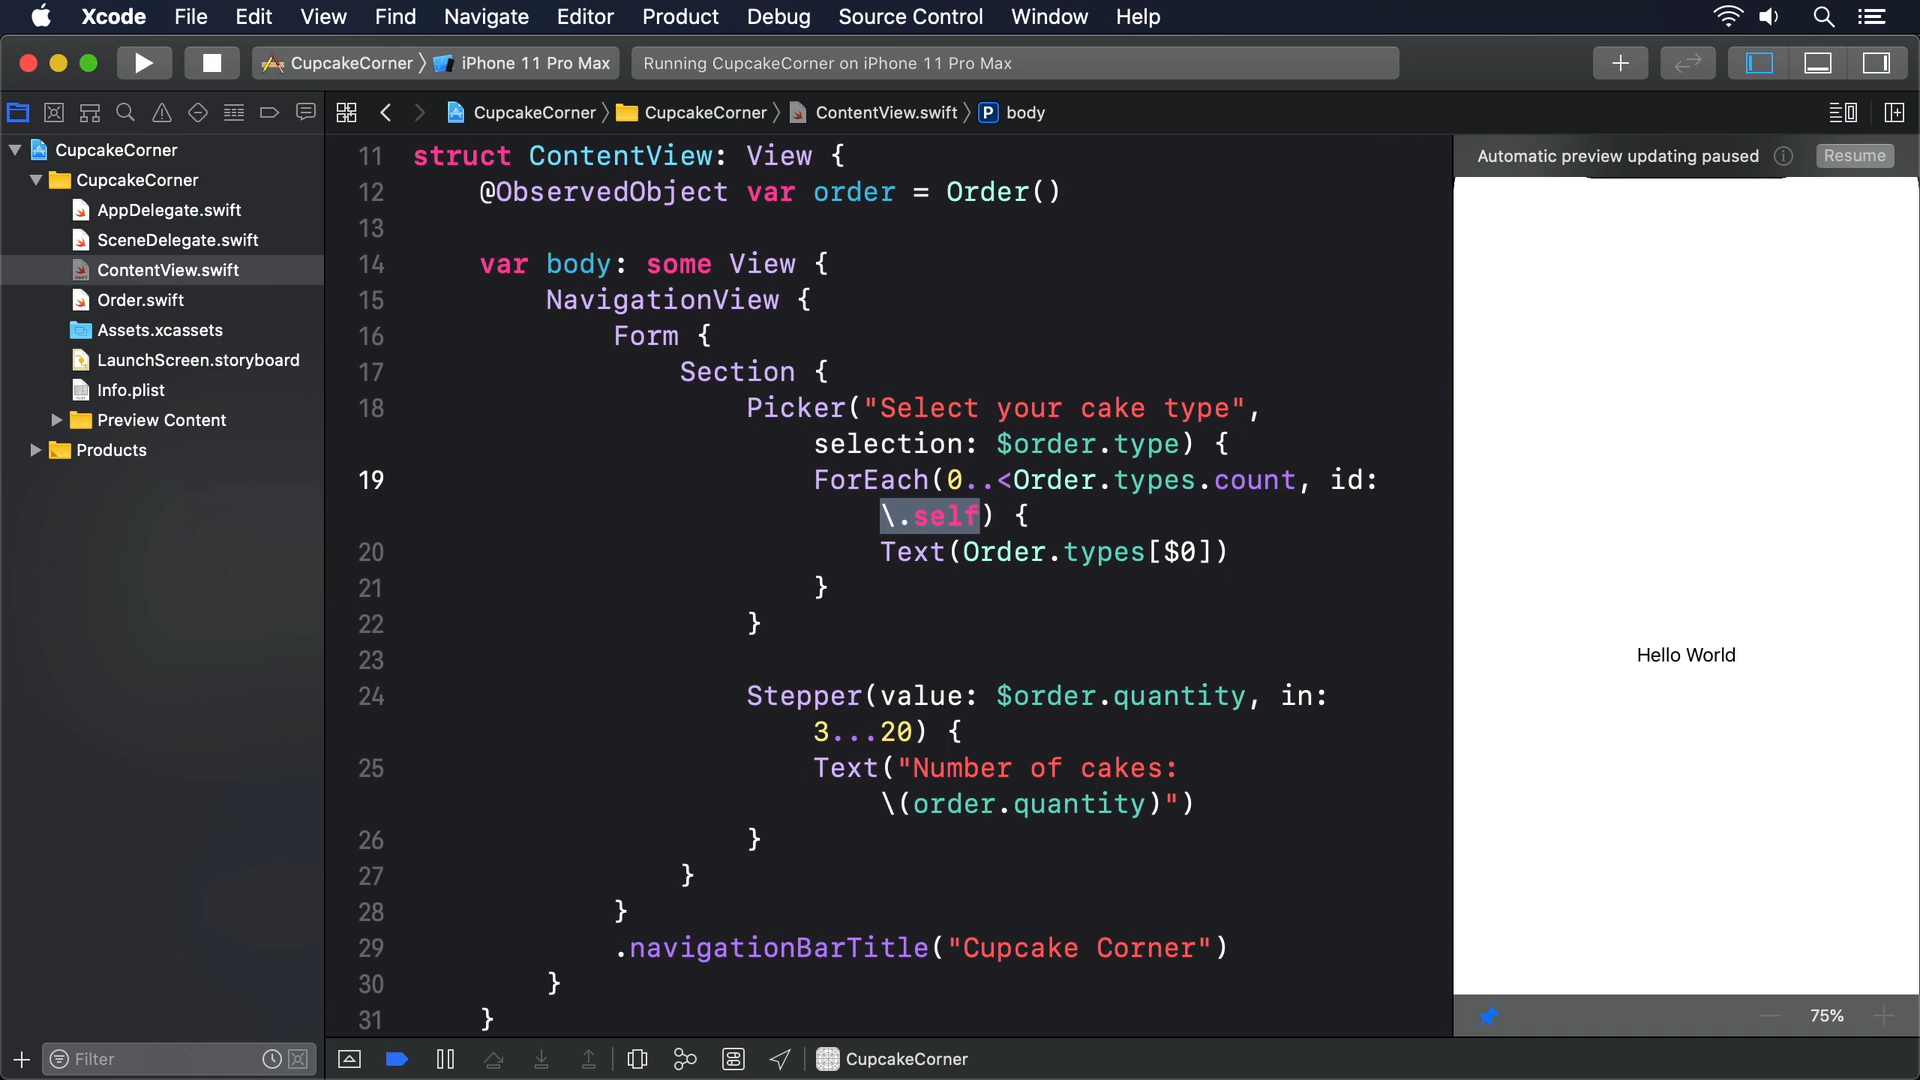 Xcode File Edit View Find Navigate Editor Product Debug Source Control Window Help
CupcakeCorner 〉 iPhone 11 Pro Max
Running CupcakeCorner on iPhone 11 Pro Max
CupcakeCorner 〉 CupcakeCorner 〉 ContentView.swift 〉 P body
CupcakeCorner
CupcakeCorner
AppDelegate.swift
SceneDelegate.swift
ContentView.swift
Order.swift
Assets.xcassets
LaunchScreen.storyboard
Info.plist
Preview Content
Products
Filter
11 struct ContentView: View {
12 @ObservedObject var order = Order()
13
14 var body: some View {
15 NavigationView {
16 Form {
17 Section {
18 Picker("Select your cake type",
selection: $order.type) {
19 ForEach(0..<Order.types.count, id:
\.self) {
20 Text(Order.types[$0])
21 }
22 }
23
24 Stepper(value: $order.quantity, in:
3...20) {
25 Text("Number of cakes:
\(order.quantity)")
26 }
27 }
28 }
29 .navigationBarTitle("Cupcake Corner")
30 }
31 }
CupcakeCorner
Automatic preview updating paused
Resume
Hello World
75%